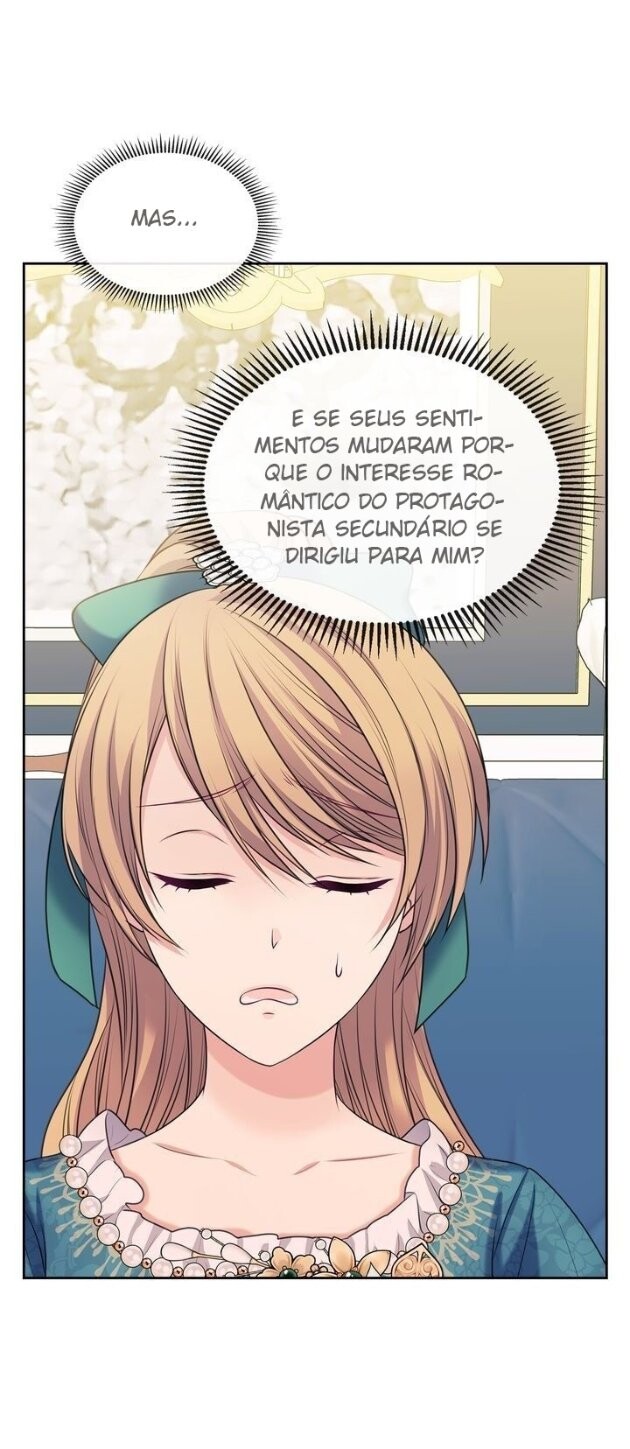 MAS...
E SE SEUS SENTI-
MENTOS MUDARAM POR-
QUE O INTERESSE RO-
MÂNTICO DO PROTAGO-
NISTA SECUNDÁRIO SE
DIRIGIU PARA MIM?